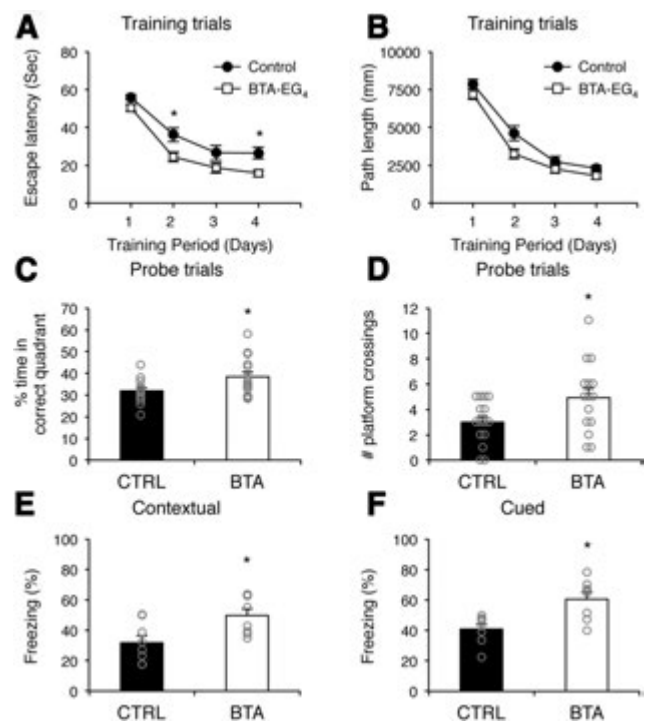 A
Training trials
Escape latency (Sec)
80
60
40
20
0
Control
BTA-EG4
*
*
1 2 3 4
Training Period (Days)
B
Training trials
Path length (mm)
10000
7500
5000
2500
0
Control
BTA-EG4
1 2 3 4
Training Period (Days)
C
Probe trials
% time in
correct quadrant
70
60
50
40
30
20
10
0
*
CTRL BTA
D
Probe trials
# platform crossings
12
10
8
6
4
2
0
*
CTRL BTA
E
Contextual
Freezing (%)
100
80
60
40
20
0
*
CTRL BTA
F
Cued
Freezing (%)
100
80
60
40
20
0
*
CTRL BTA